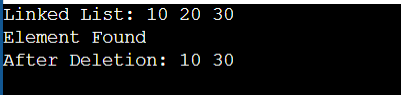 Linked List: 10 20 30
Element Found
After Deletion: 10 30